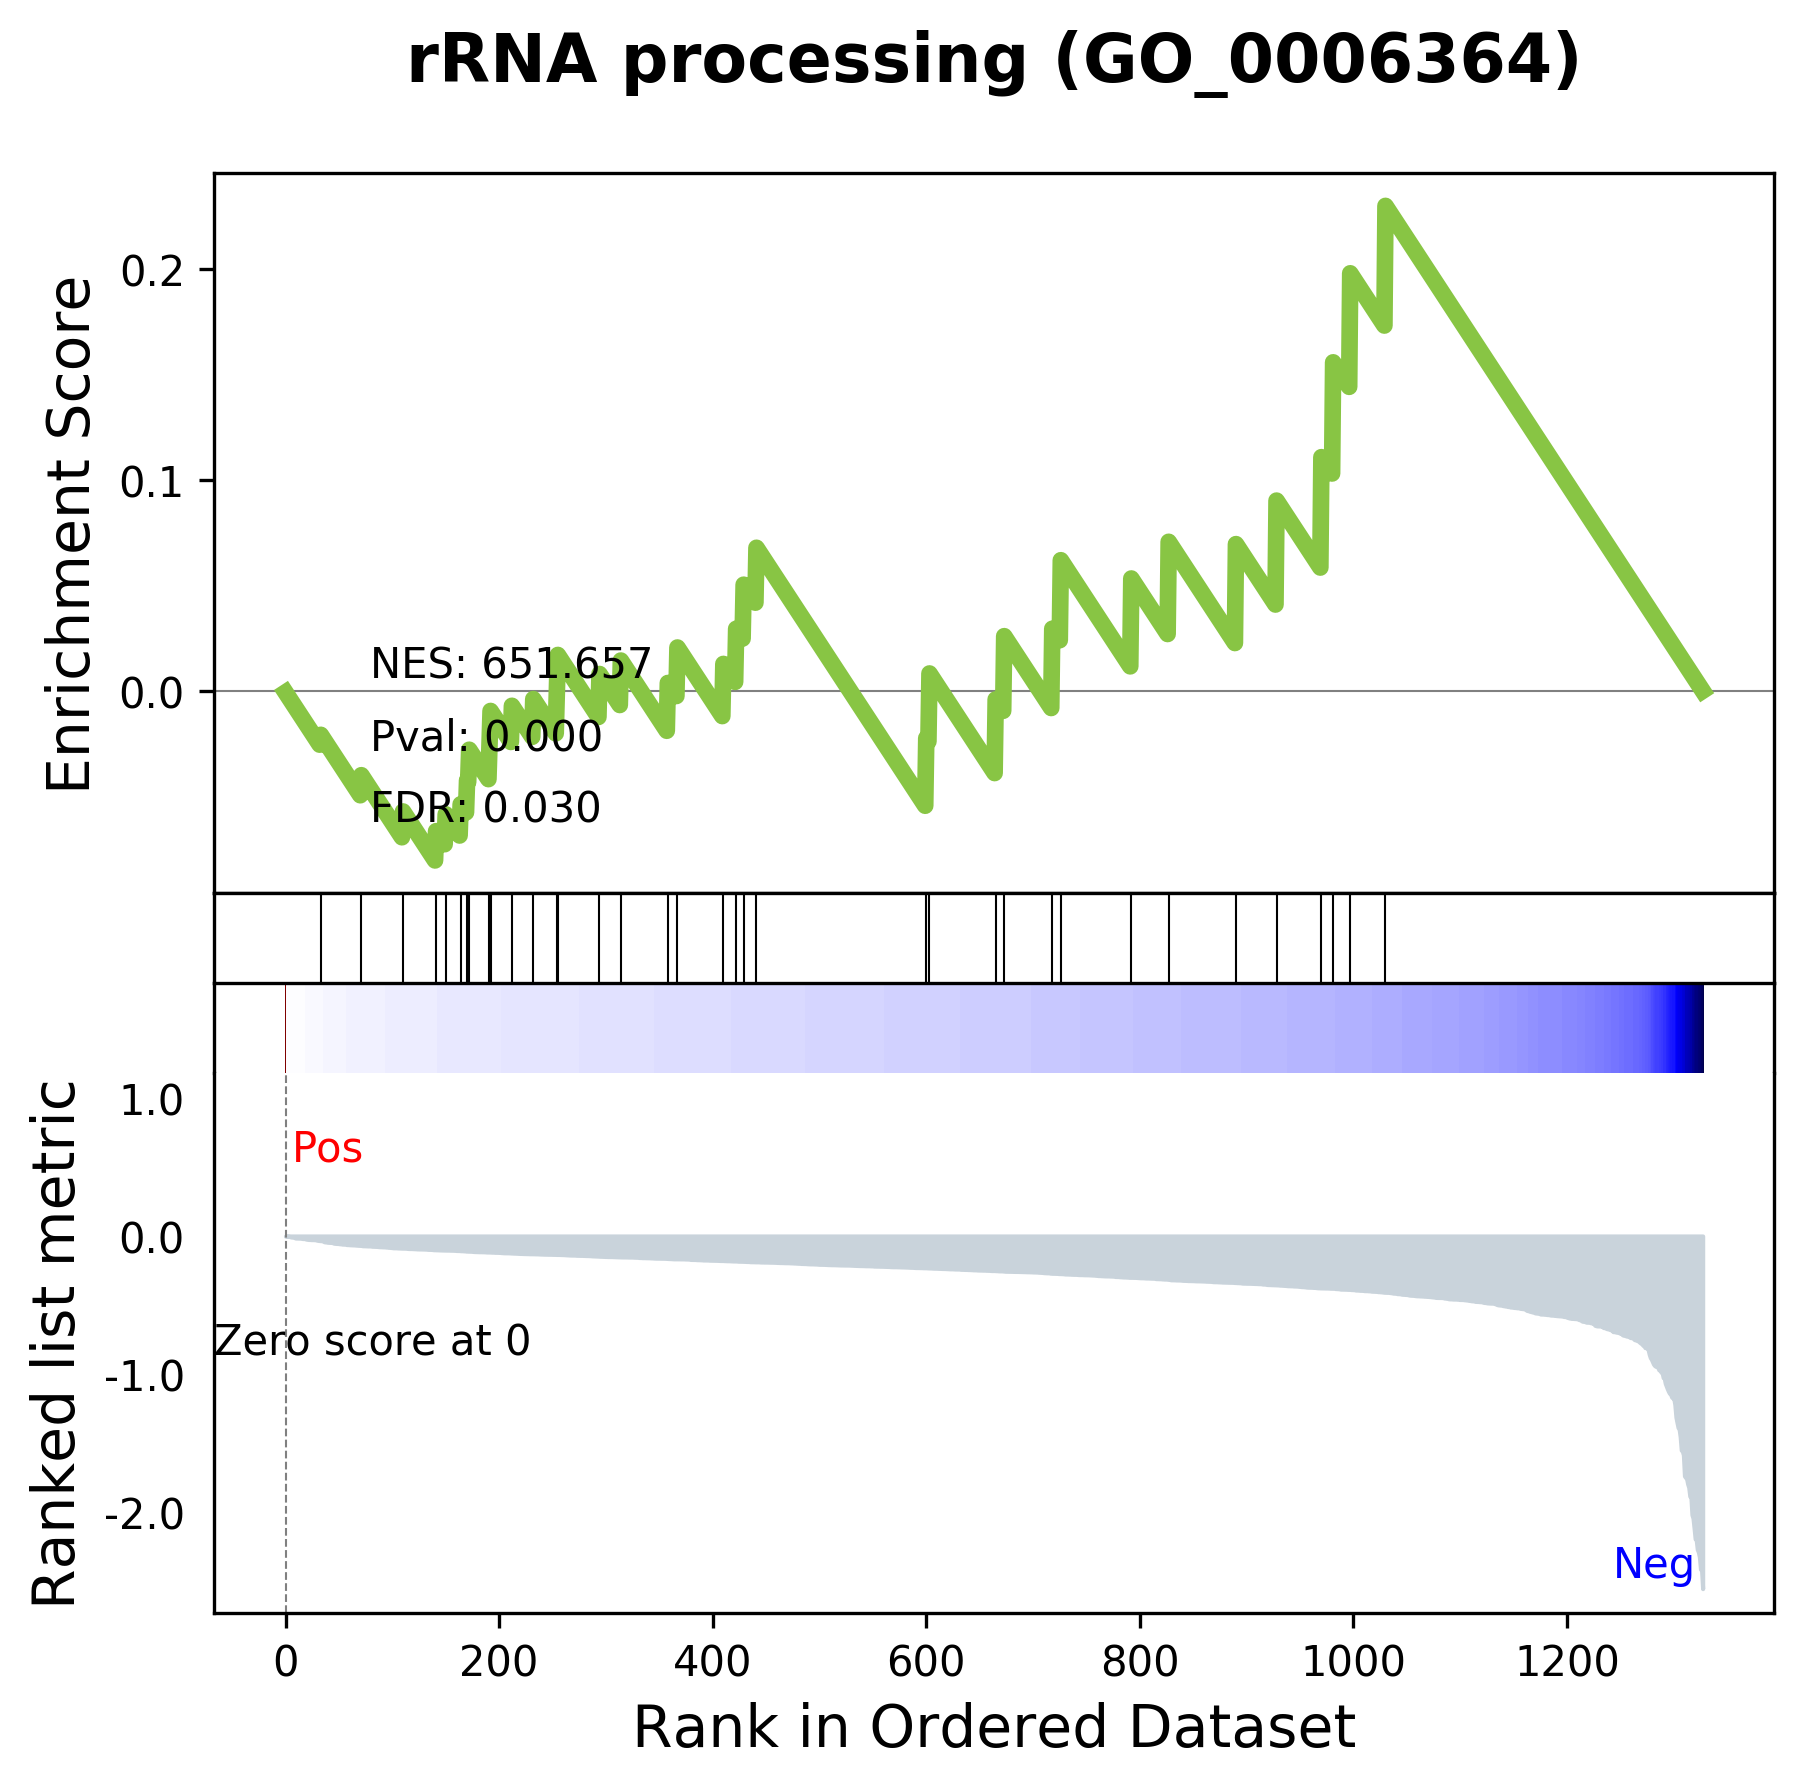 rRNA processing (GO_0006364)
Enrichment Score
0.2
0.1
0.0
NES: 651.657
Pval: 0.000
FDR: 0.030
Ranked list metric
1.0
0.0
-1.0
-2.0
Pos
Zero score at 0
Neg
0 200 400 600 800 1000 1200
Rank in Ordered Dataset